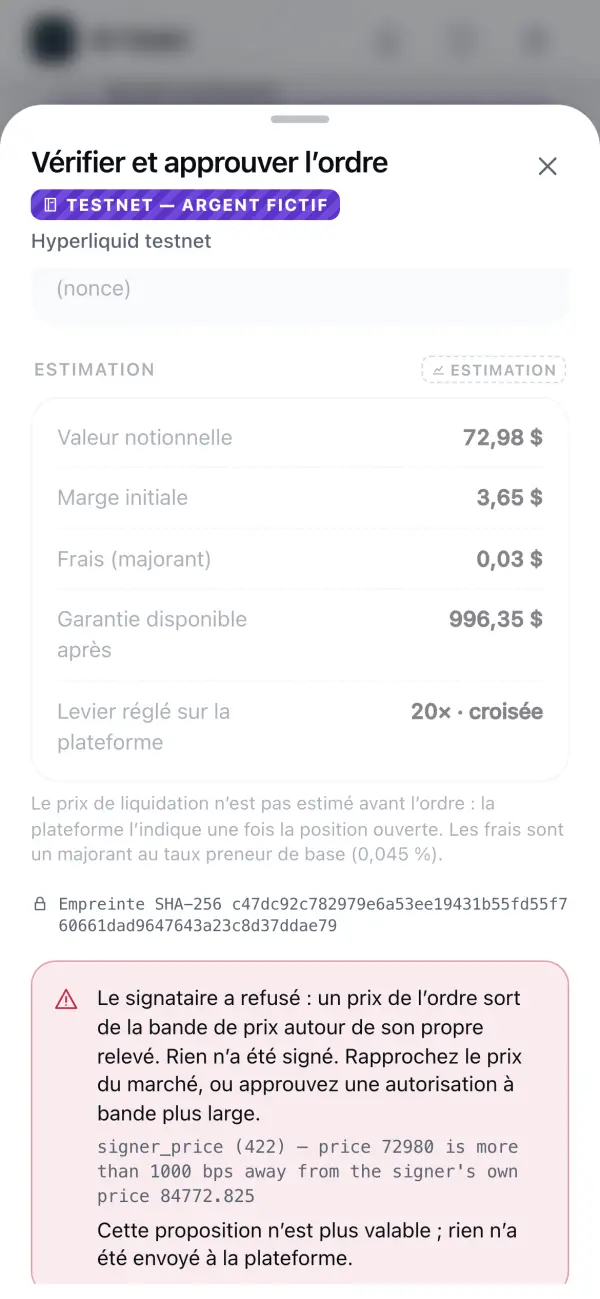 Vérifier et approuver l’ordre
TESTNET — ARGENT FICTIF
Hyperliquid testnet
(nonce)
ESTIMATION
ESTIMATION
Valeur notionnelle
72,98 $
Marge initiale
3,65 $
Frais (majorant)
0,03 $
Garantie disponible
après
996,35 $
Levier réglé sur la
plateforme
20× · croisée
Le prix de liquidation n’est pas estimé avant l’ordre : la
plateforme l’indique une fois la position ouverte. Les frais sont
un majorant au taux preneur de base (0,045 %).
Empreinte SHA-256 c47dc92c782979e6a53ee19431b55fd55f7
60661dad9647643a23c8d37ddae79
Le signataire a refusé : un prix de l’ordre sort
de la bande de prix autour de son propre
relevé. Rien n’a été signé. Rapprochez le prix
du marché, ou approuvez une autorisation à
bande plus large.
signer_price (422) — price 72980 is more
than 1000 bps away from the signer's own
price 84772.825
Cette proposition n’est plus valable ; rien n’a
été envoyé à la plateforme.